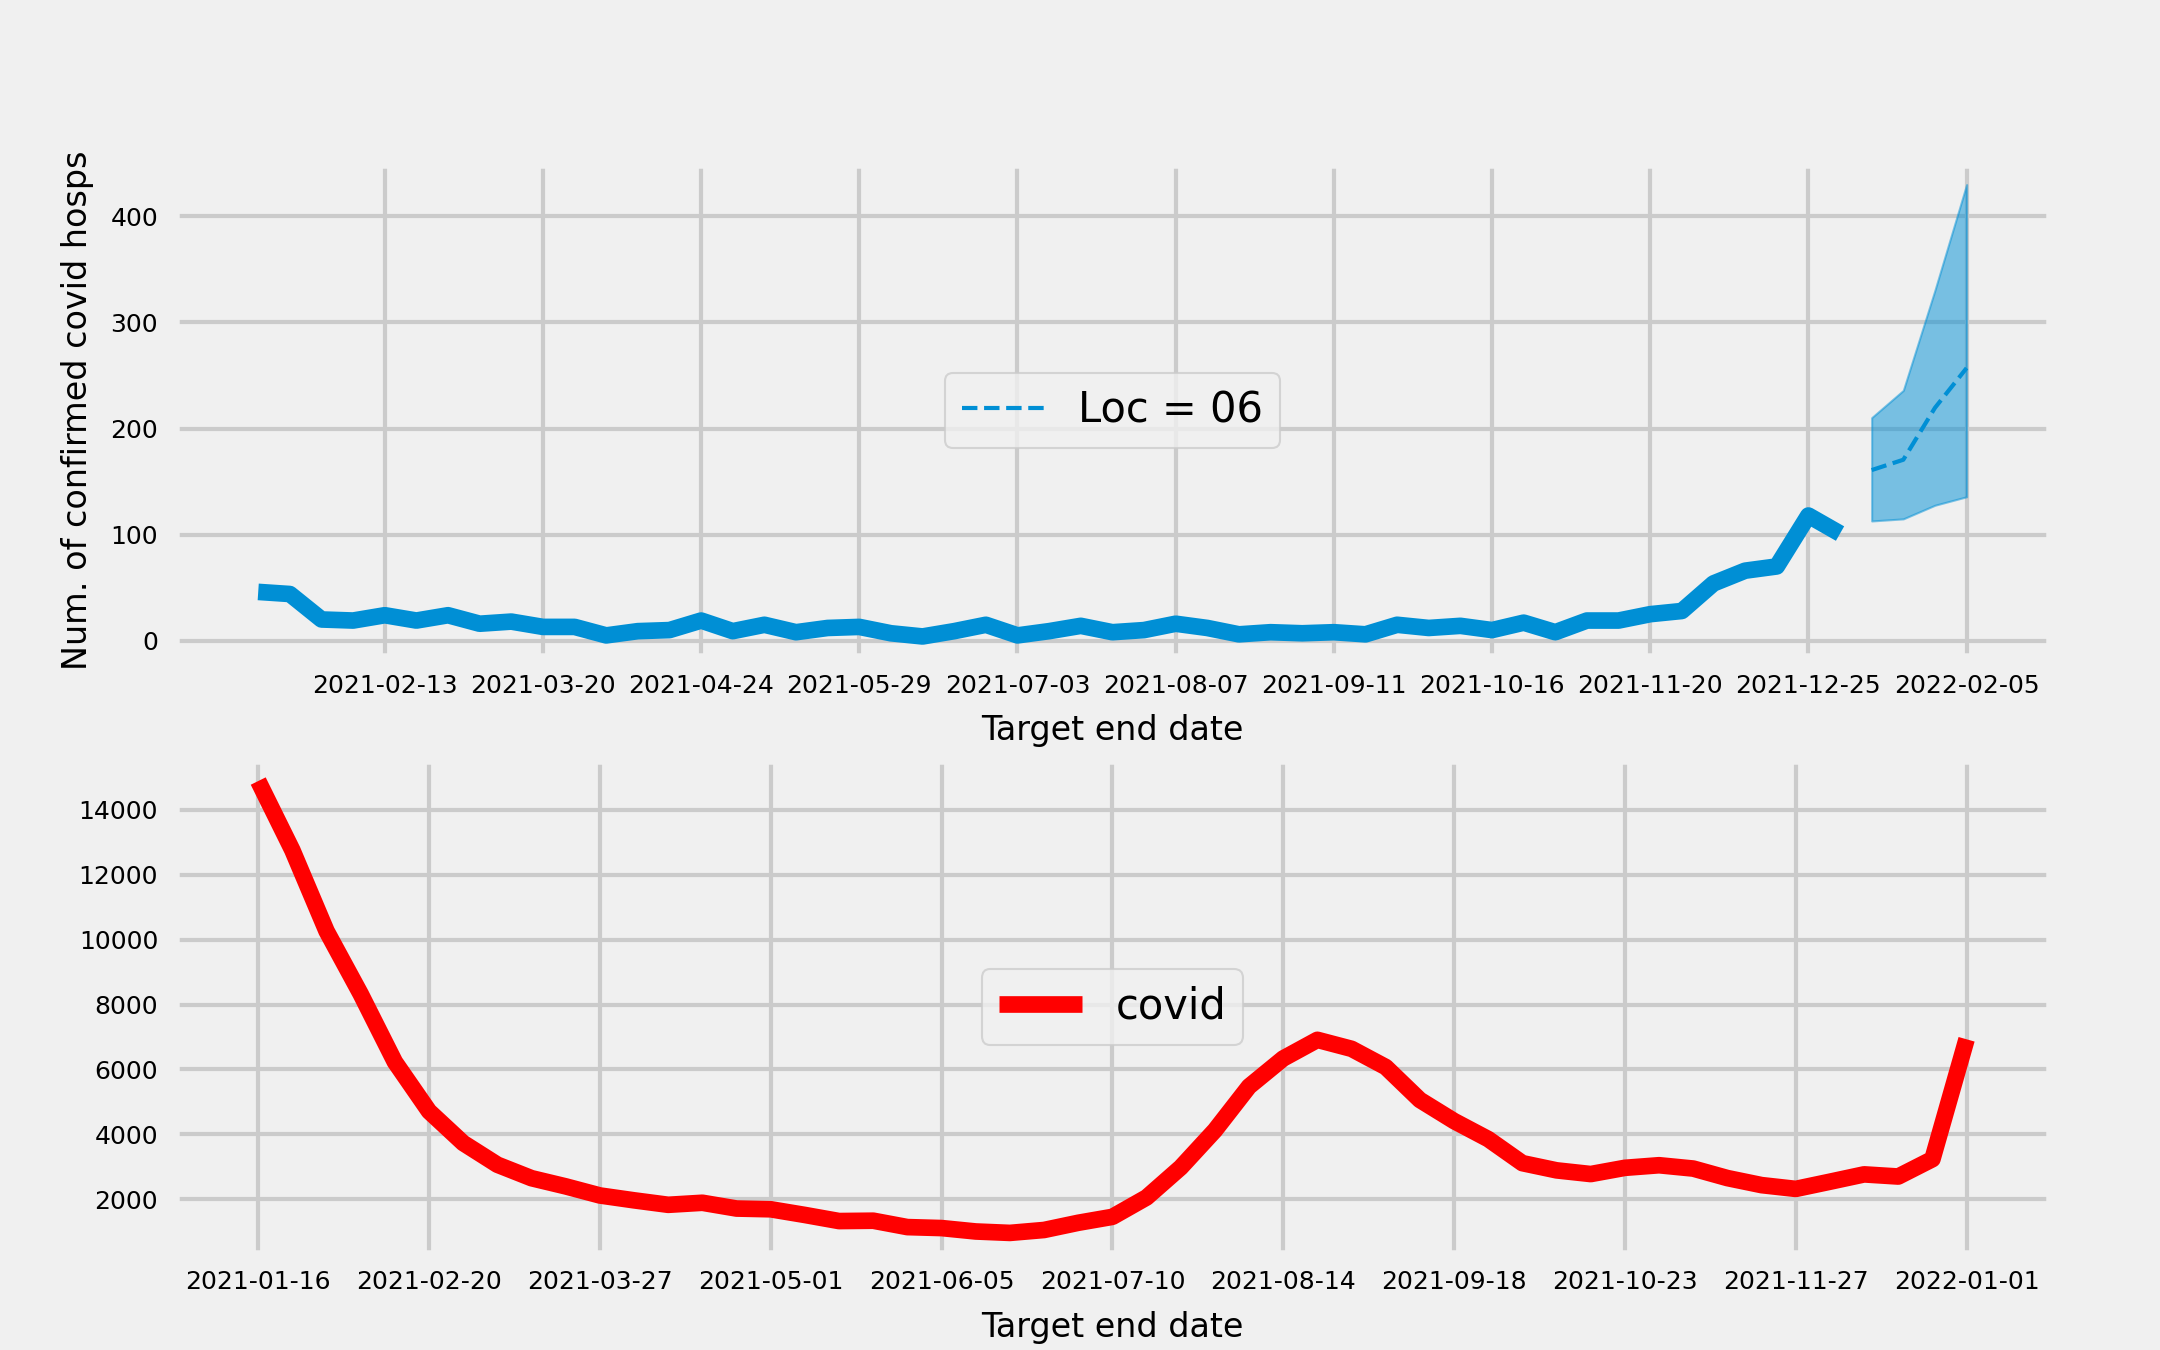 Num. of confirmed covid hosps
400
300
200
100
0
Loc = 06
2021-02-13 2021-03-20 2021-04-24 2021-05-29 2021-07-03 2021-08-07 2021-09-11 2021-10-16 2021-11-20 2021-12-25 2022-02-05
Target end date
14000
12000
10000
8000
6000
4000
2000
covid
2021-01-16 2021-02-20 2021-03-27 2021-05-01 2021-06-05 2021-07-10 2021-08-14 2021-09-18 2021-10-23 2021-11-27 2022-01-01
Target end date